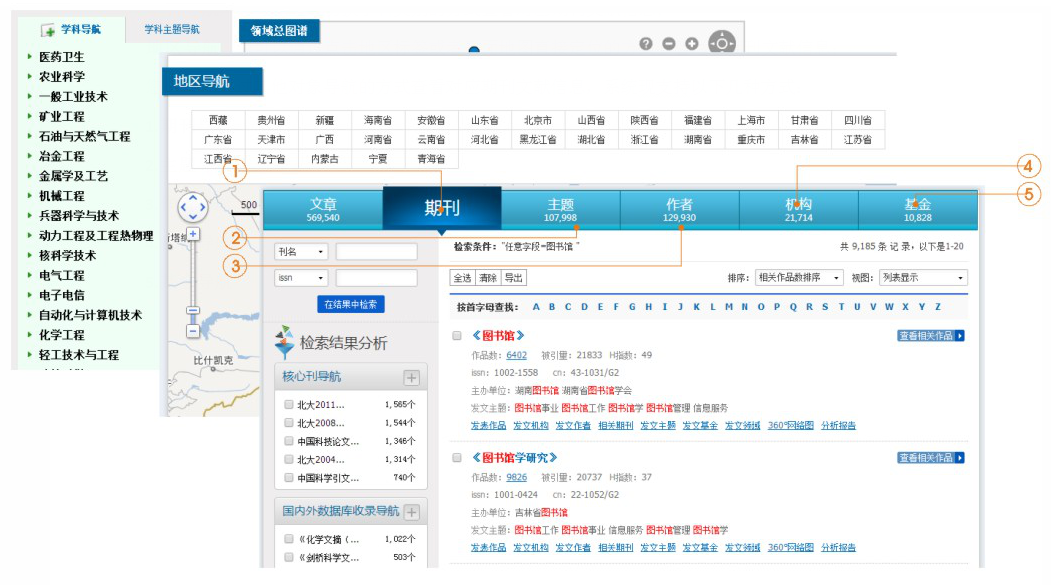 学科导航
学科主题导航
医药卫生
农业科学
一般工业技术
矿业工程
石油与天然气工程
冶金工程
金属学及工艺
机械工程
兵器科学与技术
动力工程及工程热物理
核科学技术
电气工程
电子电信
自动化与计算机技术
化学工程
轻工技术与工程
领域总图谱
地区导航
西藏 贵州省 新疆 海南省 安徽省 山东省 北京市 山西省 陕西省 福建省 上海市 甘肃省 四川省
广东省 天津市 广西 河南省 云南省 河北省 黑龙江省 湖北省 浙江省 湖南省 重庆市 吉林省 江苏省
江西省 辽宁省 内蒙古 宁夏 青海省
① ② ③ ④ ⑤
500
比什凯克
文章 569,540
期刊
主题 107,998
作者 129,930
机构 21,714
基金 10,828
刊名
issn
在结果中检索
检索结果分析
核心刊导航
北大2011... 1,565个
北大2008... 1,544个
中国科技论文... 1,346个
北大2004... 1,314个
中国科学引文... 740个
国内外数据库收录导航
《化学文摘 (... 1,022个
《剑桥科学文... 503个
检索条件："任意字段=图书馆 " 共 9,185 条 记 录，以下是1-20
全选 清除 导出 排序： 相关作品数排序 视图： 列表显示
按首字母查找： A B C D E F G H I J K L M N O P Q R S T U V W X Y Z
《图书馆》 查看相关作品
作品数：6402 被引量：21833 H指数：49
issn：1002-1558 cn：43-1031/G2
主办单位：湖南图书馆 湖南省图书馆学会
发文主题：图书馆事业 图书馆工作 图书馆学 图书馆管理 信息服务
发表作品 发文机构 发文作者 相关期刊 发文主题 发文基金 发文领域 360°网络图 分析报告
《图书馆学研究》 查看相关作品
作品数：9826 被引量：20737 H指数：37
issn：1001-0424 cn：22-1052/G2
主办单位：吉林省图书馆
发文主题：图书馆工作 图书馆事业 信息服务 图书馆管理 图书馆学
发表作品 发文机构 发文作者 相关期刊 发文主题 发文基金 发文领域 360°网络图 分析报告